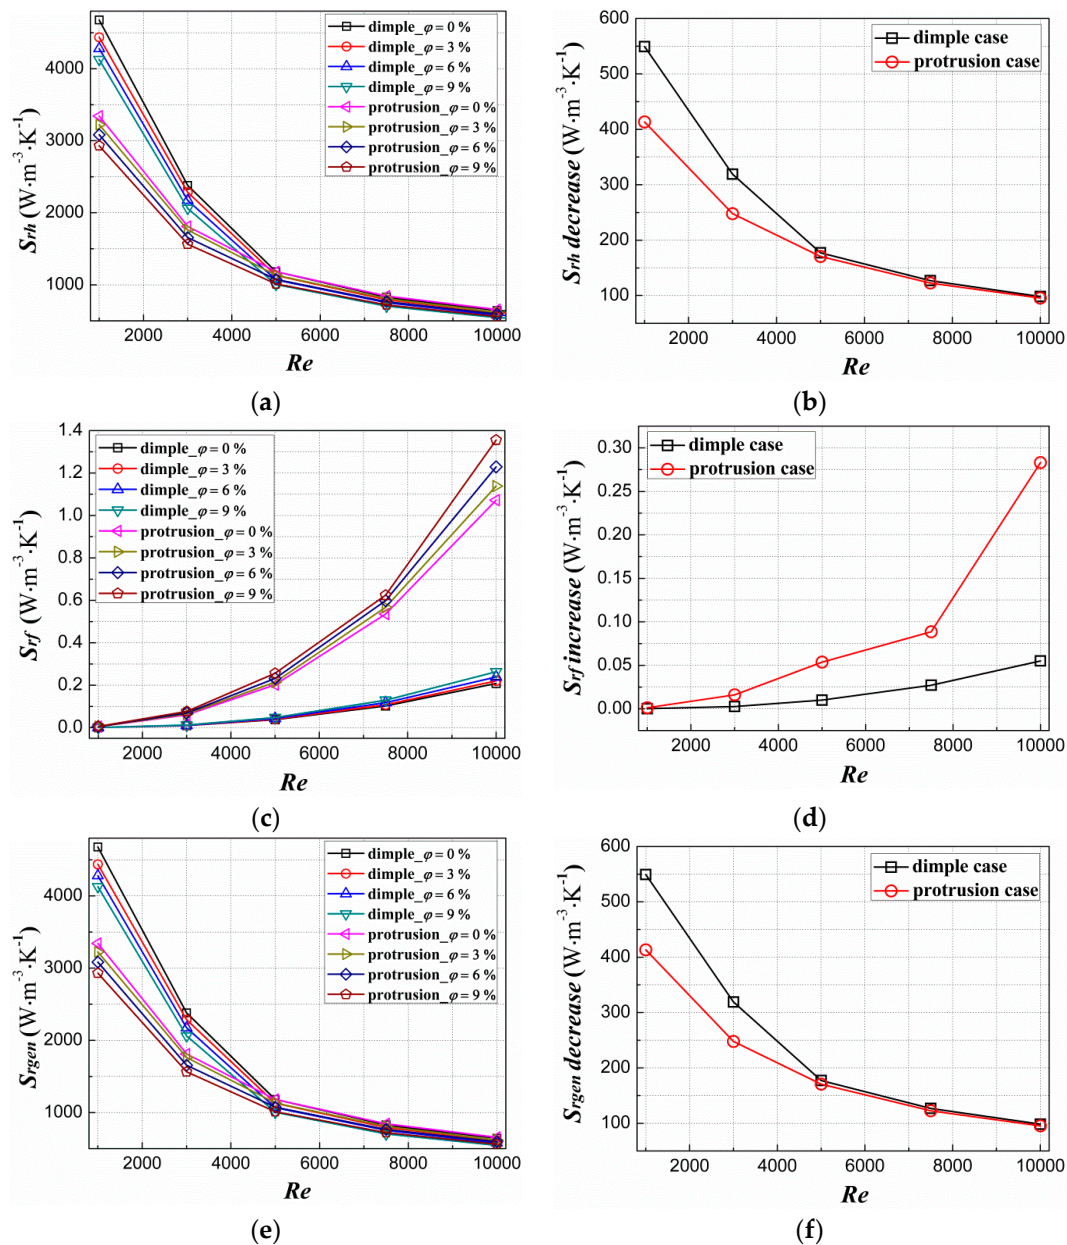 dimple_φ = 0 %
dimple_φ = 3 %
dimple_φ = 6 %
dimple_φ = 9 %
protrusion_φ = 0 %
protrusion_φ = 3 %
protrusion_φ = 6 %
protrusion_φ = 9 %
4000
3000
2000
1000
S_rh (W·m⁻³·K⁻¹)
2000 4000 6000 8000 10000
Re
(a)
dimple case
protrusion case
600
500
400
300
200
100
S_rh decrease (W·m⁻³·K⁻¹)
2000 4000 6000 8000 10000
Re
(b)
dimple_φ = 0 %
dimple_φ = 3 %
dimple_φ = 6 %
dimple_φ = 9 %
protrusion_φ = 0 %
protrusion_φ = 3 %
protrusion_φ = 6 %
protrusion_φ = 9 %
1.4
1.2
1.0
0.8
0.6
0.4
0.2
0.0
S_rf (W·m⁻³·K⁻¹)
2000 4000 6000 8000 10000
Re
(c)
dimple case
protrusion case
0.30
0.25
0.20
0.15
0.10
0.05
0.00
S_rf increase (W·m⁻³·K⁻¹)
2000 4000 6000 8000 10000
Re
(d)
dimple_φ = 0 %
dimple_φ = 3 %
dimple_φ = 6 %
dimple_φ = 9 %
protrusion_φ = 0 %
protrusion_φ = 3 %
protrusion_φ = 6 %
protrusion_φ = 9 %
4000
3000
2000
1000
S_rgen (W·m⁻³·K⁻¹)
2000 4000 6000 8000 10000
Re
(e)
dimple case
protrusion case
600
500
400
300
200
100
S_rgen decrease (W·m⁻³·K⁻¹)
2000 4000 6000 8000 10000
Re
(f)